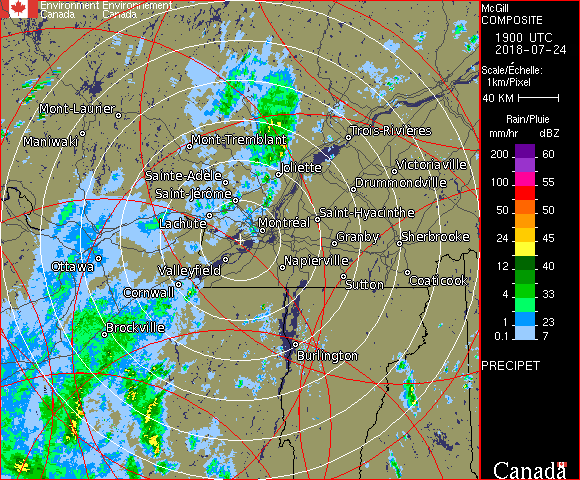 Environment Environnement
Canada Canada
Mont-Laurier
Maniwaki
Mont-Tremblant
Trois-Rivières
Joliette
Victoriaville
Sainte-Adèle
Drummondville
Saint-Jérôme
Saint-Hyacinthe
Lachute
Montréal
Granby
Sherbrooke
Ottawa
Valleyfield
Napierville
Sutton
Coaticook
Cornwall
Brockville
Burlington
McGill
COMPOSITE
1900 UTC
2018-07-24
Scale/Échelle:
1km/Pixel
40 KM
Rain/Pluie
mm/hr dBZ
200 60
100 55
50 50
24 45
12 40
4 33
1 23
0.1 7
PRECIPET
Canada